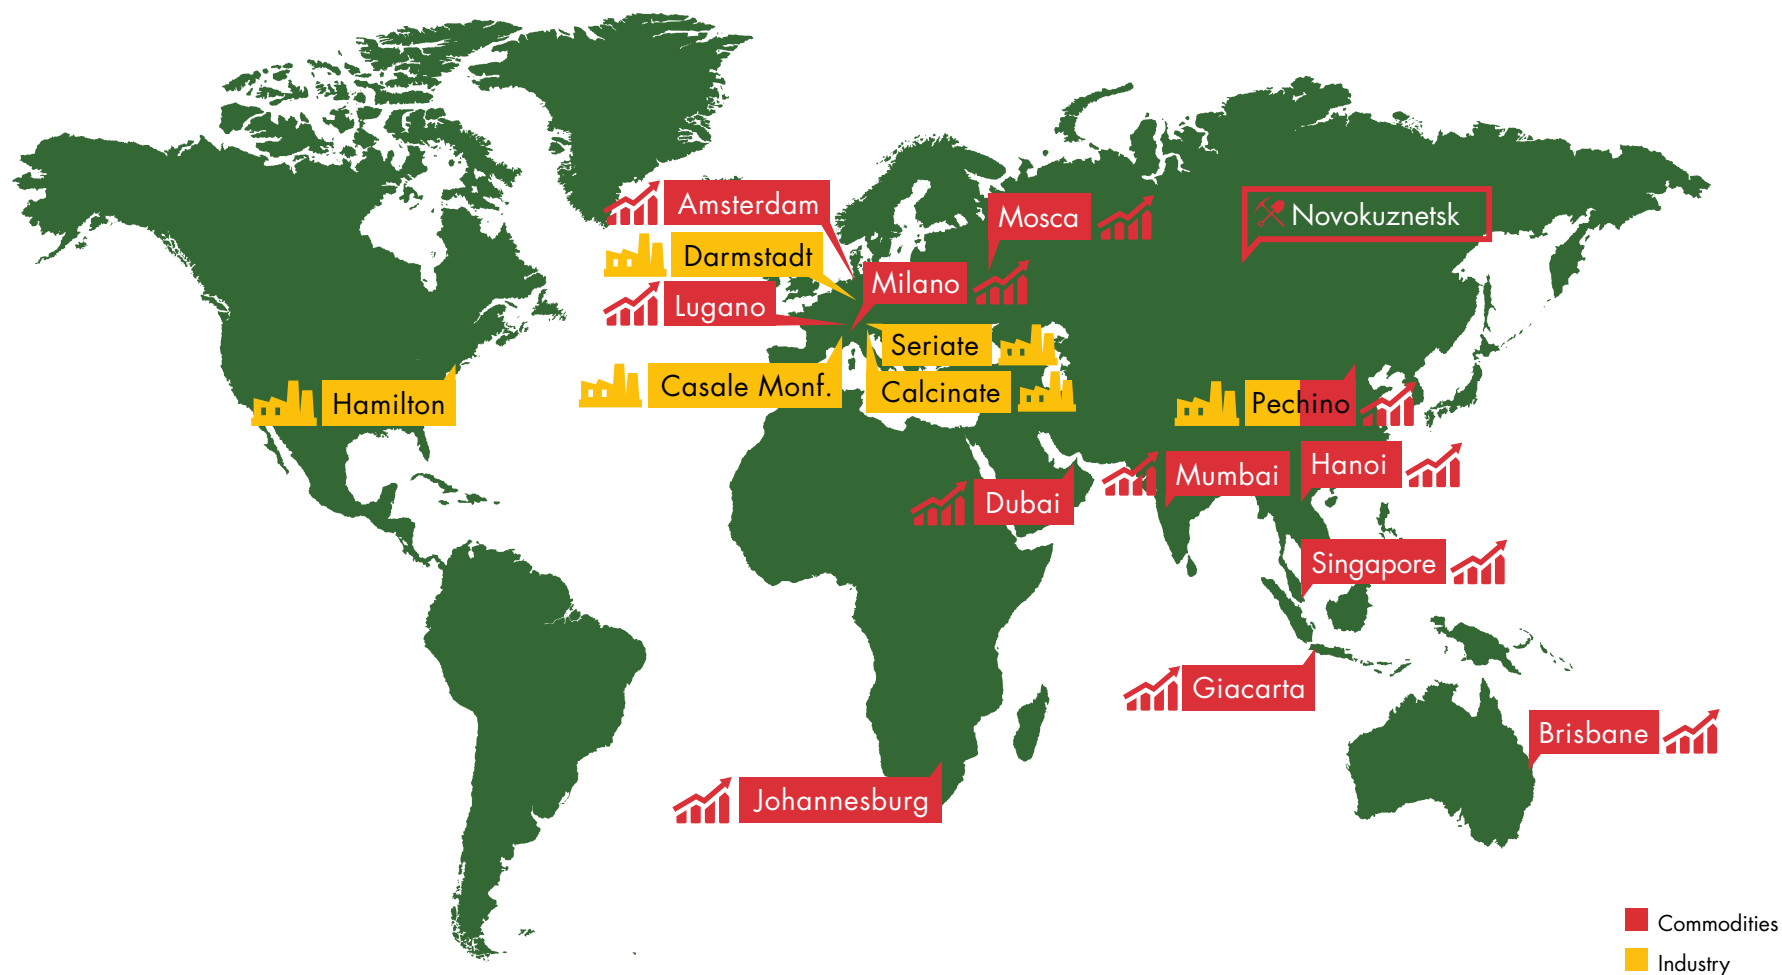 Amsterdam
Mosca
Novokuznetsk
Darmstadt
Milano
Lugano
Seriate
Casale Monf.
Calcinate
Hamilton
Pechino
Hanoi
Mumbai
Dubai
Singapore
Giacarta
Brisbane
Johannesburg
Commodities
Industry